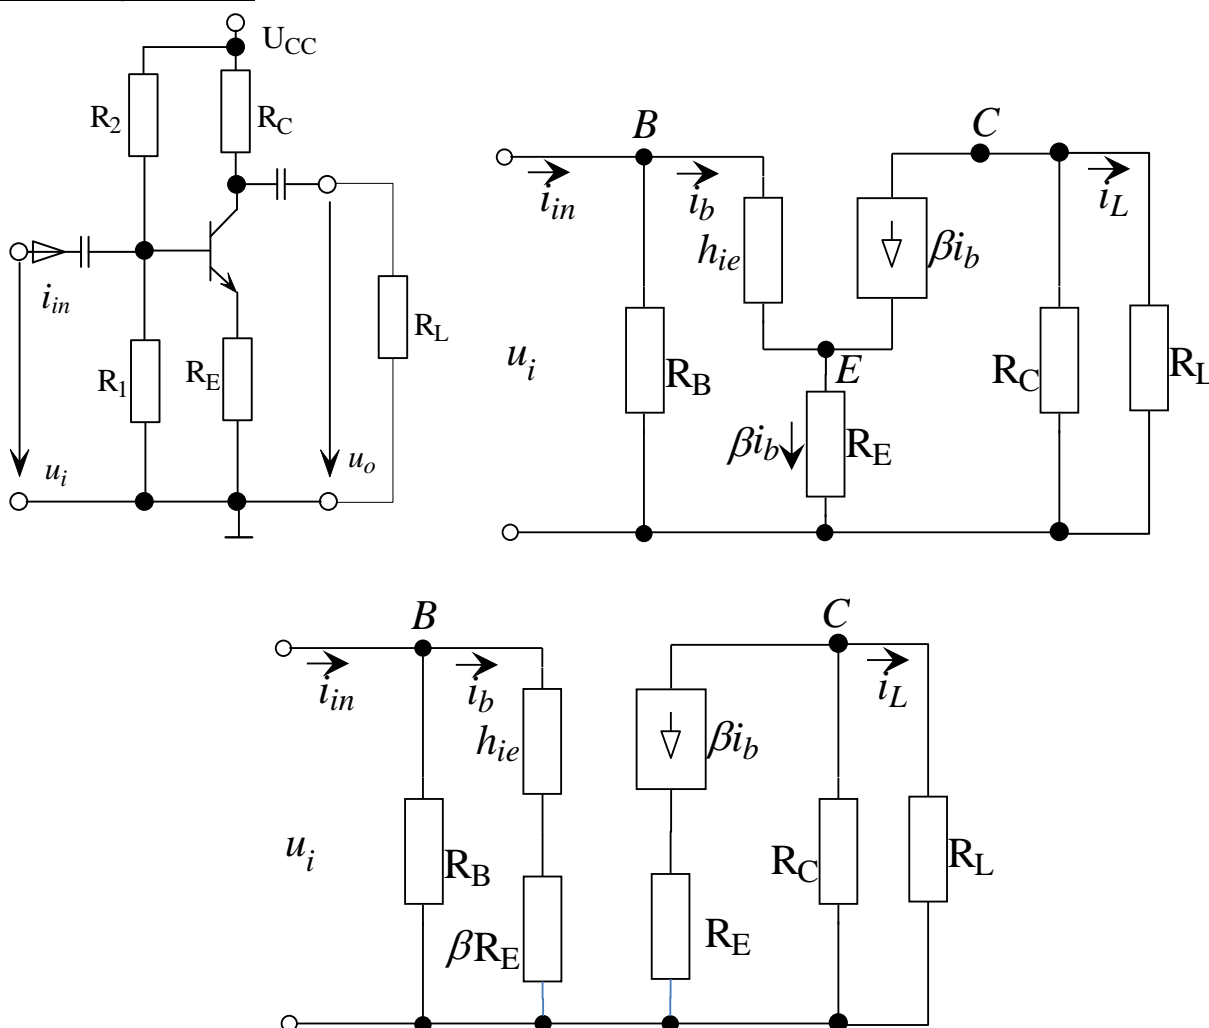 U_CC
R_2
R_C
i_in
R_1
R_E
R_L
u_i
u_o
B
C
i_in
i_b
i_L
h_ie
βi_b
u_i
R_B
E
R_C
R_L
βi_b
R_E
B
C
i_in
i_b
i_L
h_ie
βi_b
u_i
R_B
R_C
R_L
βR_E
R_E